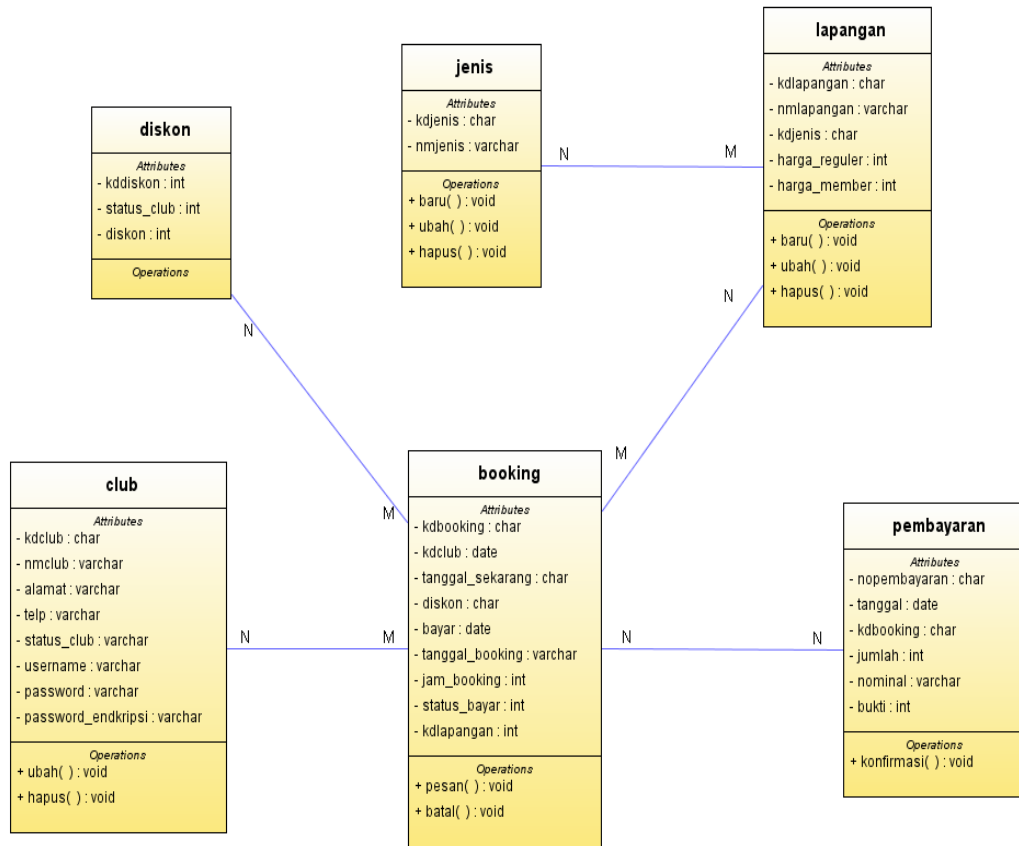 lapangan
Attributes
- kdlapangan : char
- nmlapangan : varchar
- kdjenis : char
- harga_reguler : int
- harga_member : int
Operations
+ baru( ) : void
+ ubah( ) : void
+ hapus( ) : void
jenis
Attributes
- kdjenis : char
- nmjenis : varchar
Operations
+ baru( ) : void
+ ubah( ) : void
+ hapus( ) : void
N
M
diskon
Attributes
- kddiskon : int
- status_club : int
- diskon : int
Operations
N
M
N
M
club
Attributes
- kdclub : char
- nmclub : varchar
- alamat : varchar
- telp : varchar
- status_club : varchar
- username : varchar
- password : varchar
- password_endkripsi : varchar
Operations
+ ubah( ) : void
+ hapus( ) : void
N
M
booking
Attributes
- kdbooking : char
- kdclub : date
- tanggal_sekarang : char
- diskon : char
- bayar : date
- tanggal_booking : varchar
- jam_booking : int
- status_bayar : int
- kdlapangan : int
Operations
+ pesan( ) : void
+ batal( ) : void
N
N
pembayaran
Attributes
- nopembayaran : char
- tanggal : date
- kdbooking : char
- jumlah : int
- nominal : varchar
- bukti : int
Operations
+ konfirmasi( ) : void